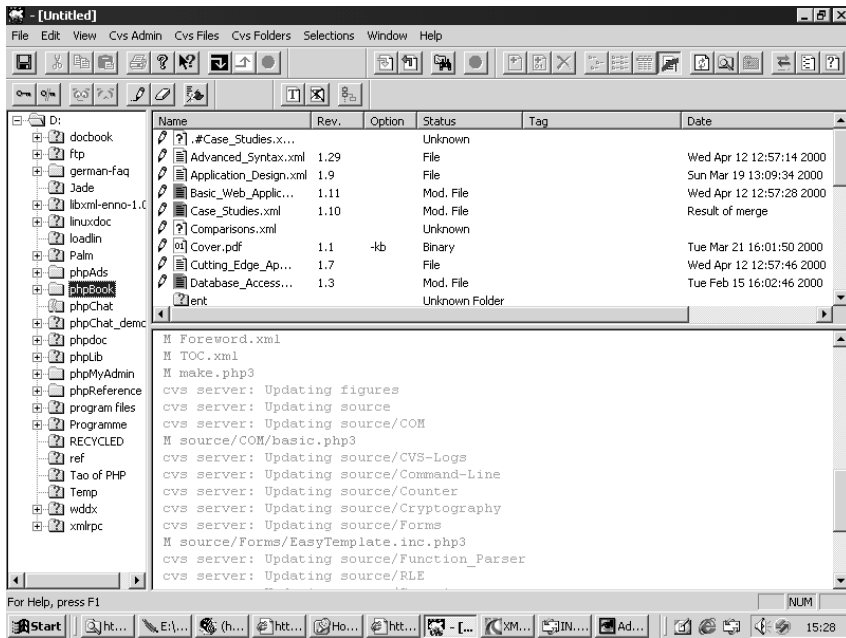 - [Untitled]
File Edit View Cvs Admin Cvs Files Cvs Folders Selections Window Help
D:
docbook
ftp
german-faq
Jade
libxml-enno-1.0
linuxdoc
loadlin
Palm
phpAds
phpBook
phpChat
phpChat_demo
phpdoc
phpLib
phpMyAdmin
phpReference
program files
Programme
RECYCLED
ref
Tao of PHP
Temp
wddx
xmlrpc
Name Rev. Option Status Tag Date
.#Case_Studies.x... Unknown
Advanced_Syntax.xml 1.29 File Wed Apr 12 12:57:14 2000
Application_Design.xml 1.9 File Sun Mar 19 13:09:34 2000
Basic_Web_Applic... 1.11 Mod. File Wed Apr 12 12:57:28 2000
Case_Studies.xml 1.10 Mod. File Result of merge
Comparisons.xml Unknown
Cover.pdf 1.1 -kb Binary Tue Mar 21 16:01:50 2000
Cutting_Edge_Ap... 1.7 File Wed Apr 12 12:57:46 2000
Database_Access... 1.3 Mod. File Tue Feb 15 16:02:46 2000
ent Unknown Folder
M Foreword.xml
M TOC.xml
M make.php3
cvs server: Updating figures
cvs server: Updating source
cvs server: Updating source/COM
M source/COM/basic.php3
cvs server: Updating source/CVS-Logs
cvs server: Updating source/Command-Line
cvs server: Updating source/Counter
cvs server: Updating source/Cryptography
cvs server: Updating source/Forms
M source/Forms/EasyTemplate.inc.php3
cvs server: Updating source/Function_Parser
cvs server: Updating source/RLE
For Help, press F1 NUM
Start ht... E:\... (h... htt... Ho... htt... - [... XM... IN.... Ad... 15:28